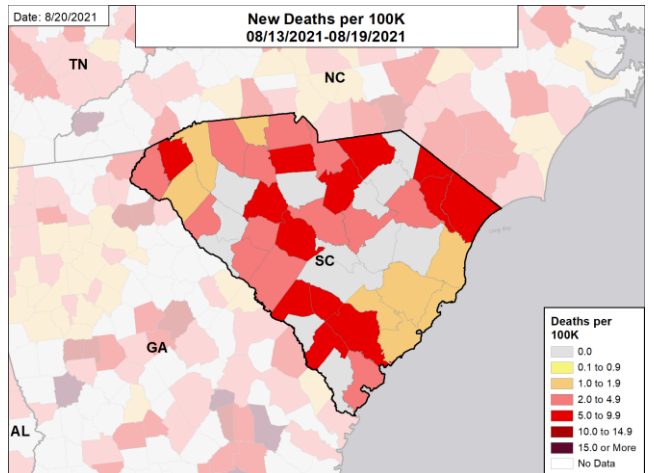 Date: 8/20/2021
New Deaths per 100K
08/13/2021-08/19/2021
TN
NC
SC
GA
AL
Deaths per
100K
0.0
0.1 to 0.9
1.0 to 1.9
2.0 to 4.9
5.0 to 9.9
10.0 to 14.9
15.0 or More
No Data